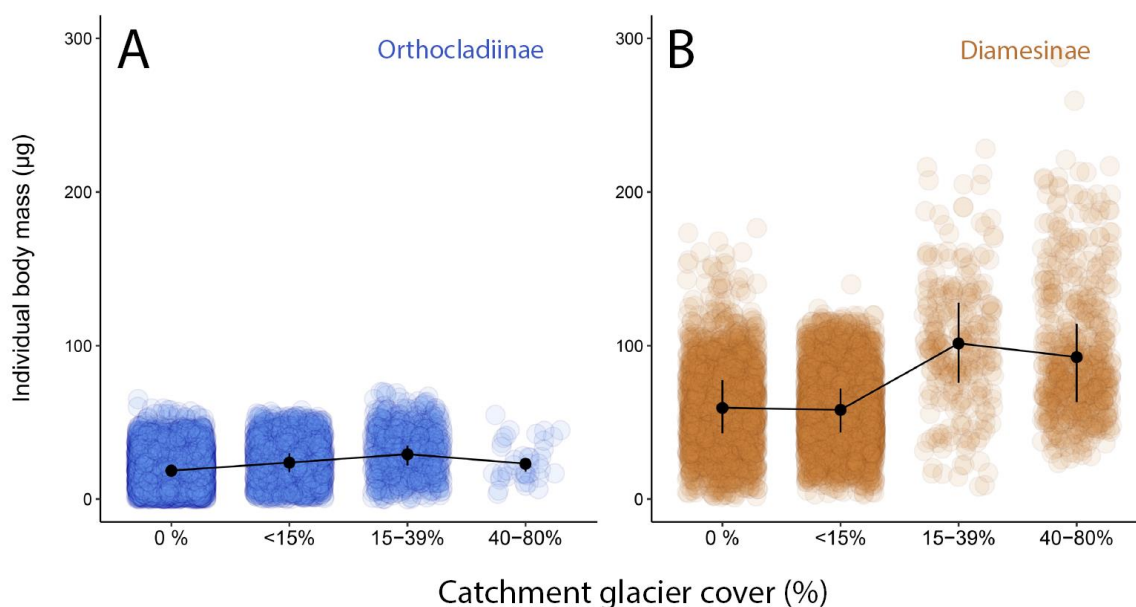 A
Orthocladiinae
B
Diamesinae
Individual body mass (µg)
300
200
100
0
300
200
100
0
0 %
<15%
15−39%
40−80%
0 %
<15%
15−39%
40−80%
Catchment glacier cover (%)